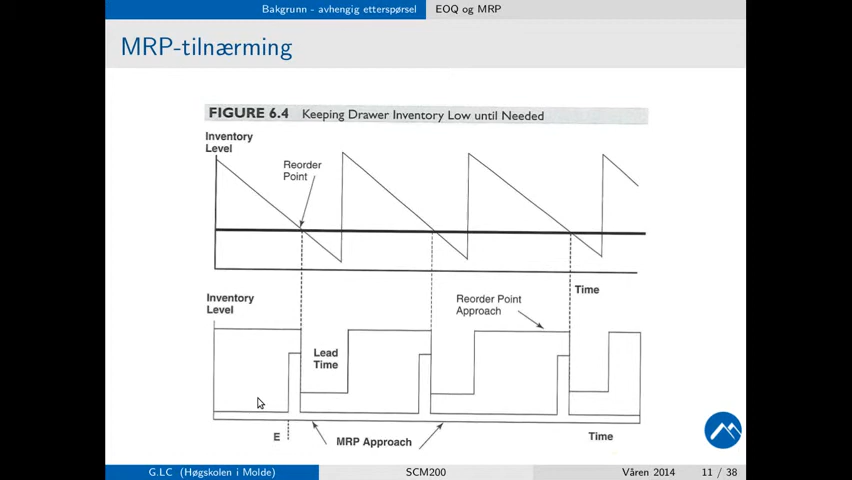 Bakgrunn - avhengig etterspørsel
EOQ og MRP
MRP-tilnærming
FIGURE 6.4 Keeping Drawer Inventory Low until Needed
Inventory
Level
Reorder
Point
Time
Inventory
Level
Reorder Point
Approach
Lead
Time
E
MRP Approach
Time
G.LC (Høgskolen i Molde)
SCM200
Våren 2014
11 / 38